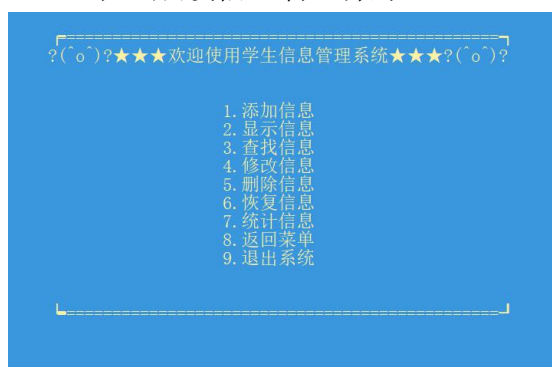 ?(^o^)?★★★欢迎使用学生信息管理系统★★★?(^o^)?
1.添加信息
2.显示信息
3.查找信息
4.修改信息
5.删除信息
6.恢复信息
7.统计信息
8.返回菜单
9.退出系统